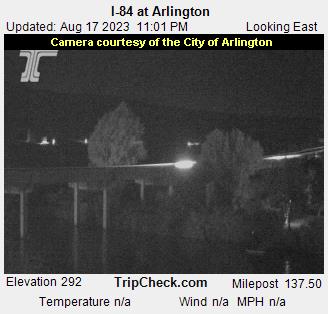 I-84 at Arlington
Updated: Aug 17 2023 11:01 PM Looking East
Camera courtesy of the City of Arlington
Elevation 292 TripCheck.com Milepost 137.50
Temperature n/a Wind n/a MPH n/a